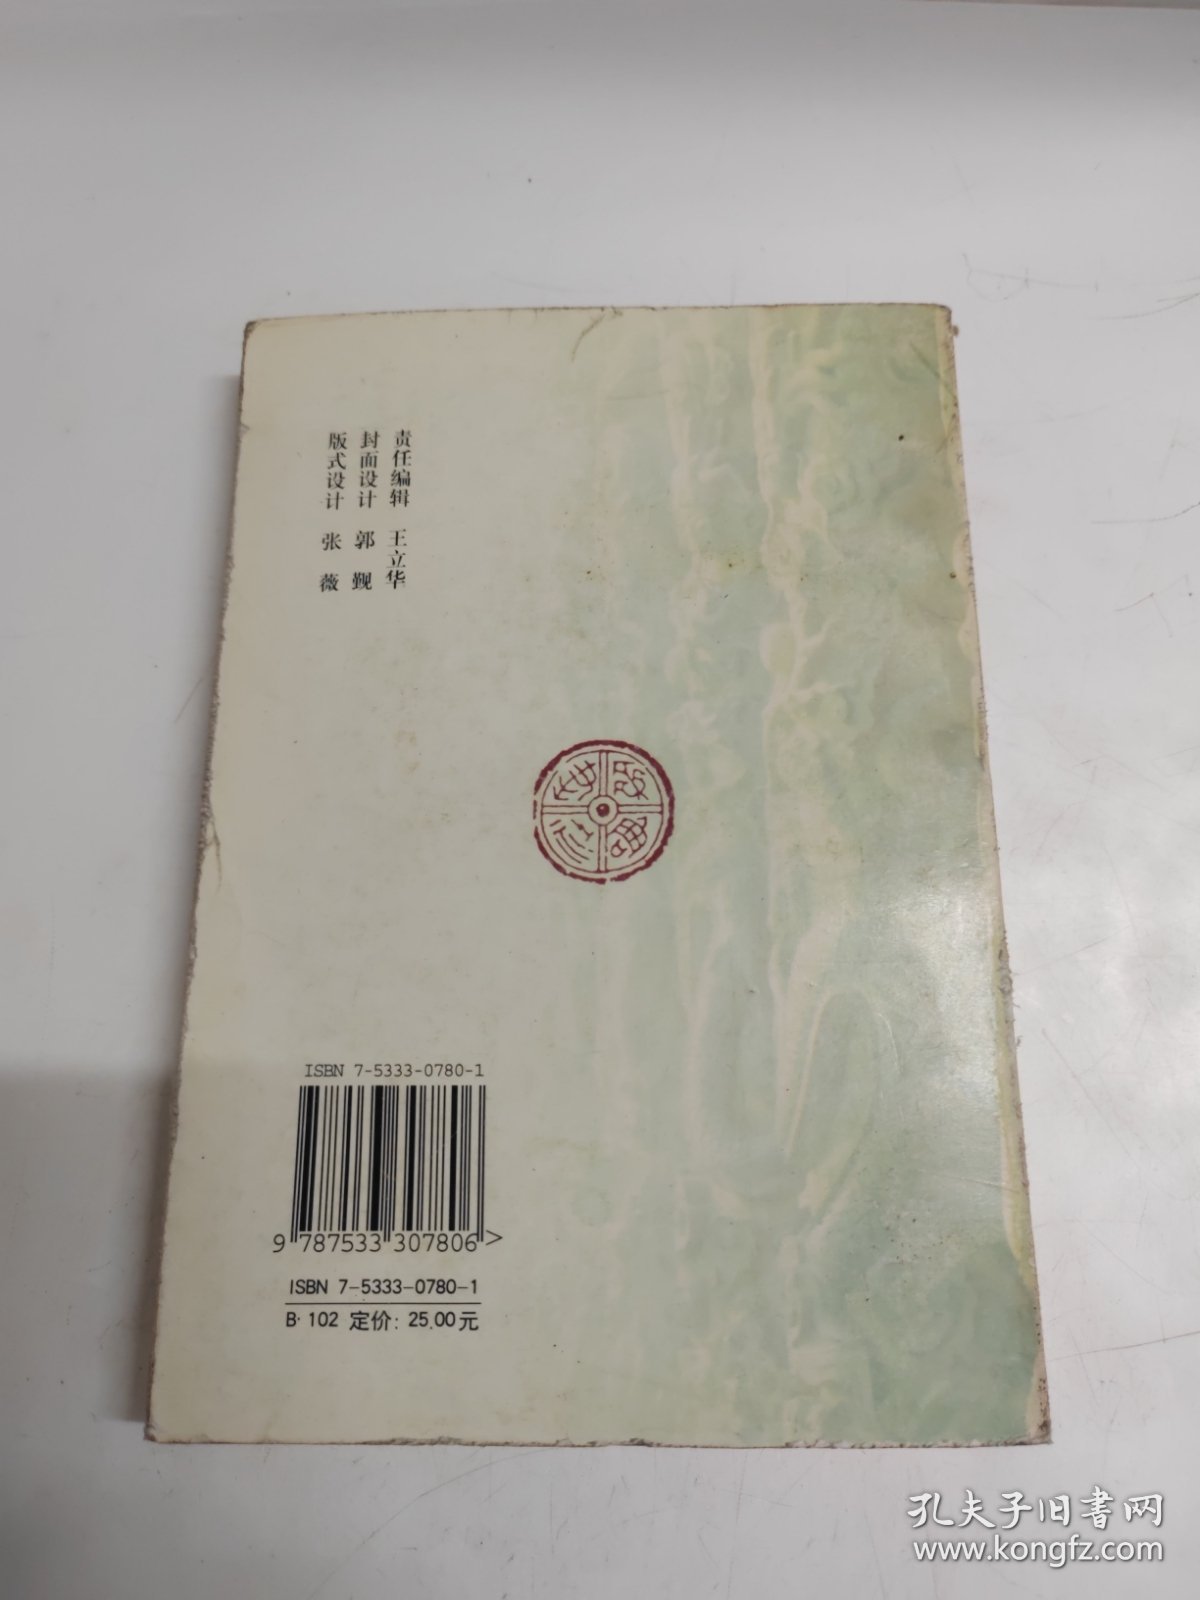 责任编辑 王立华
封面设计 郭觐
版式设计 张薇
ISBN 7-5333-0780-1
9 787533 307806 >
ISBN 7-5333-0780-1
B·102 定价: 25.00元
孔夫子旧书网
www.kongfz.com